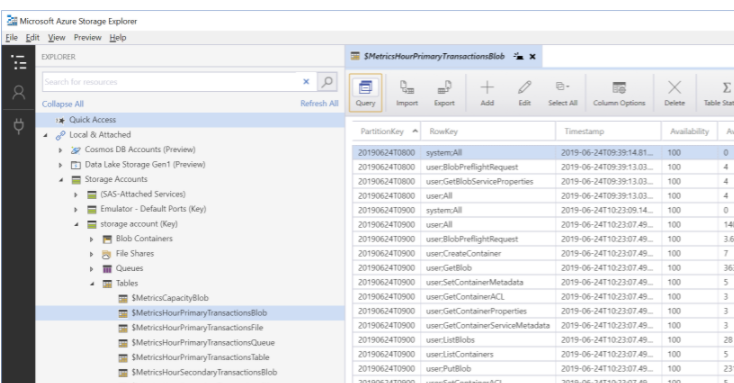 Microsoft Azure Storage Explorer
File Edit View Preview Help
EXPLORER
Search for resources
Collapse All Refresh All
Quick Access
Local & Attached
Cosmos DB Accounts (Preview)
Data Lake Storage Gen1 (Preview)
Storage Accounts
(SAS-Attached Services)
Emulator - Default Ports (Key)
storage account (Key)
Blob Containers
File Shares
Queues
Tables
$MetricsCapacityBlob
$MetricsHourPrimaryTransactionsBlob
$MetricsHourPrimaryTransactionsFile
$MetricsHourPrimaryTransactionsQueue
$MetricsHourPrimaryTransactionsTable
$MetricsHourSecondaryTransactionsBlob
$MetricsHourPrimaryTransactionsBlob
Query Import Export Add Edit Select All Column Options Delete Table Stat
PartitionKey RowKey Timestamp Availability Av
20190624T0800 system;All 2019-06-24T09:39:14.81... 100 0
20190624T0800 user;BlobPreflightRequest 2019-06-24T09:39:13.03... 100 4
20190624T0800 user;GetBlobServiceProperties 2019-06-24T09:39:13.03... 100 4
20190624T0800 user;All 2019-06-24T09:39:13.03... 100 4
20190624T0900 system;All 2019-06-24T10:23:09.14... 100 0
20190624T0900 user;All 2019-06-24T10:23:07.49... 100
20190624T0900 user;BlobPreflightRequest 2019-06-24T10:23:07.49... 100 3.6
20190624T0900 user;CreateContainer 2019-06-24T10:23:07.49... 100 7
20190624T0900 user;GetBlob 2019-06-24T10:23:07.49... 100
20190624T0900 user;SetContainerMetadata 2019-06-24T10:23:07.49... 100 5
20190624T0900 user;GetContainerACL 2019-06-24T10:23:07.49... 100 3
20190624T0900 user;GetContainerProperties 2019-06-24T10:23:07.49... 100 3
20190624T0900 user;GetContainerServiceMetadata 2019-06-24T10:23:07.49... 100 3
20190624T0900 user;ListBlobs 2019-06-24T10:23:07.49... 100 28
20190624T0900 user;ListContainers 2019-06-24T10:23:07.49... 100 5
20190624T0900 user;PutBlob 2019-06-24T10:23:07.49... 100
20190624T0900 user;SetContainerACL 2019-06-24T10:23:07.49... 100 5